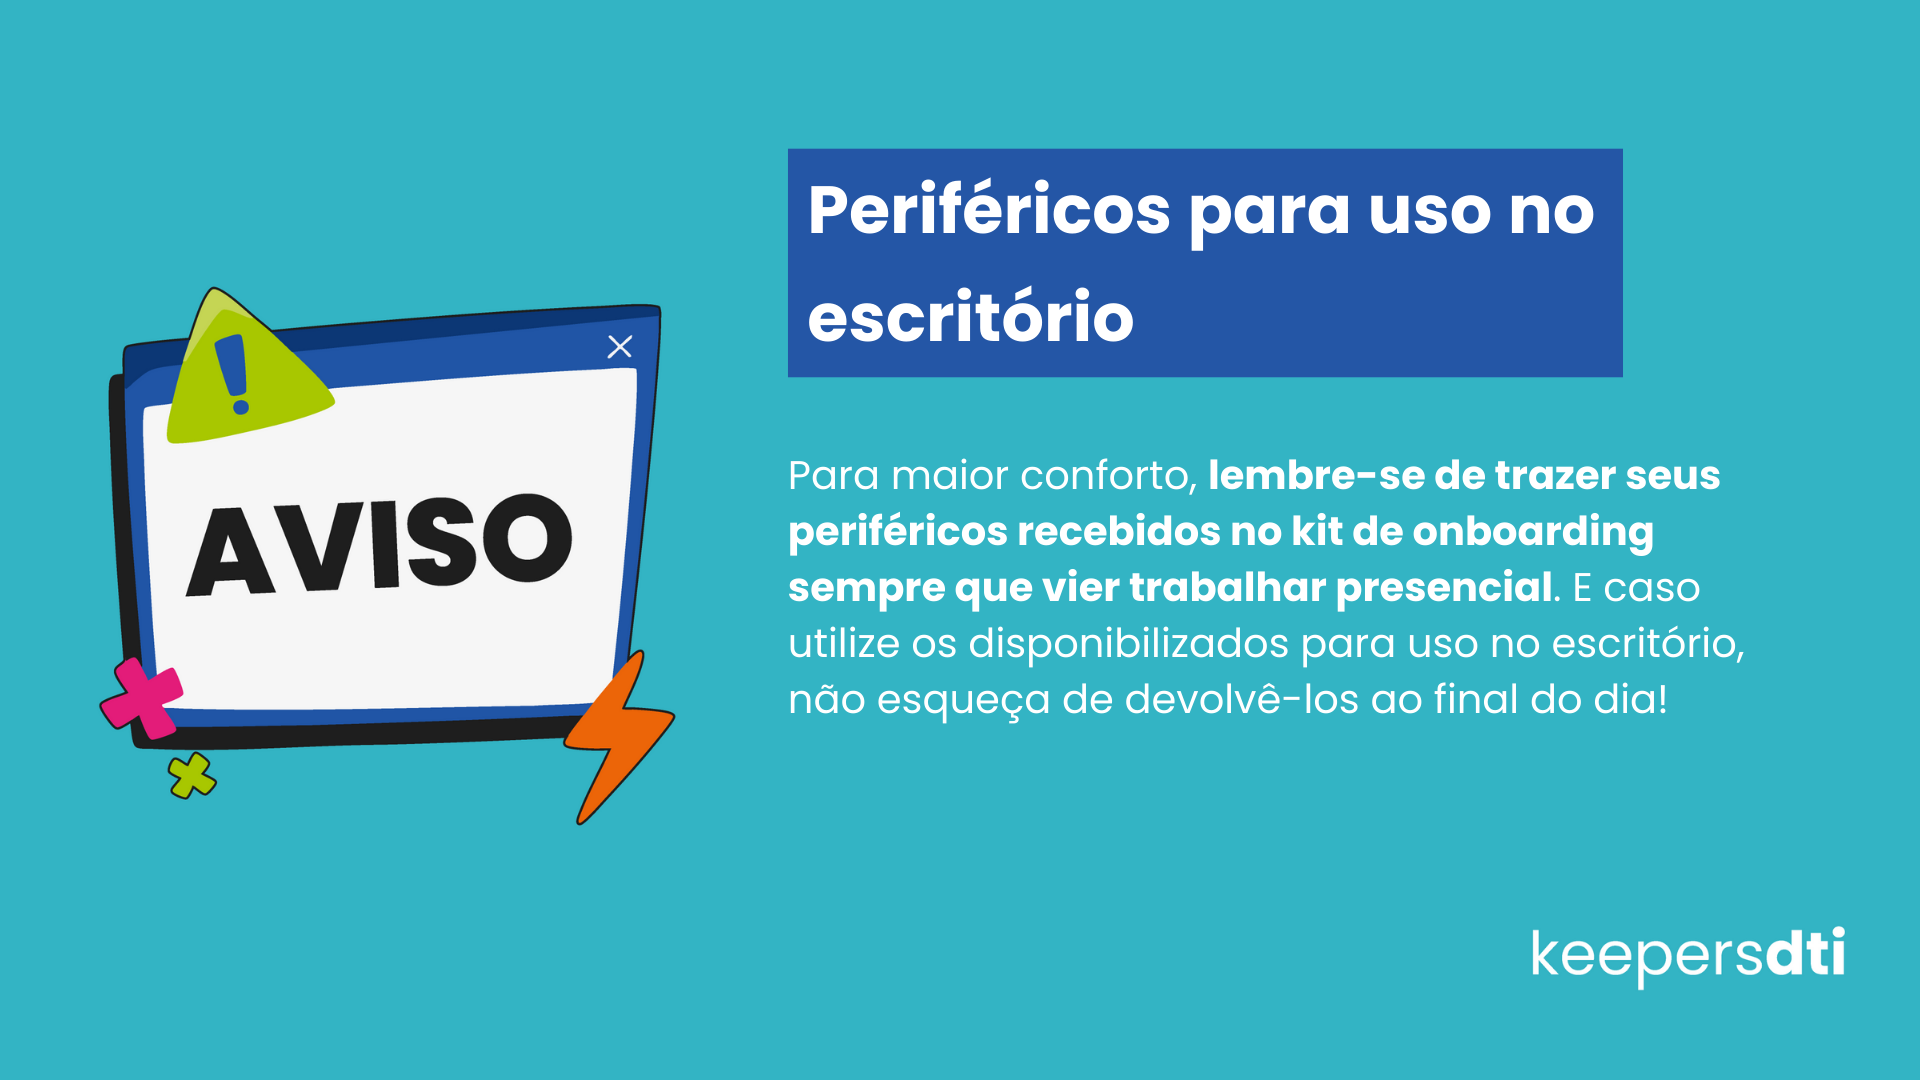 AVISO
Periféricos para uso no
escritório
Para maior conforto, lembre-se de trazer seus
periféricos recebidos no kit de onboarding
sempre que vier trabalhar presencial. E caso
utilize os disponibilizados para uso no escritório,
não esqueça de devolvê-los ao final do dia!
keepersdti